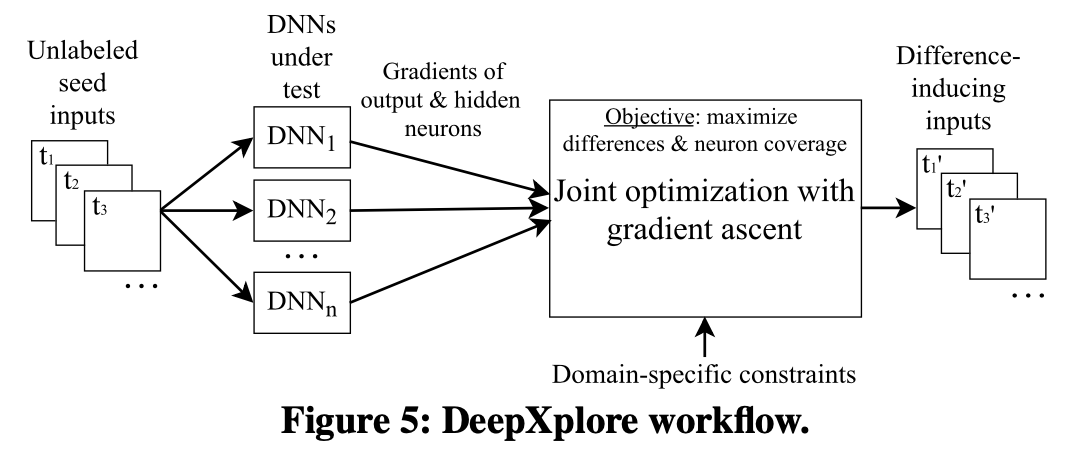 Unlabeled
seed
inputs
t1
t2
t3
...
DNNs
under
test
DNN1
DNN2
...
DNNn
Gradients of
output & hidden
neurons
Objective: maximize
differences & neuron coverage
Joint optimization with
gradient ascent
Domain-specific constraints
Difference-
inducing
inputs
t1'
t2'
t3'
...
Figure 5: DeepXplore workflow.